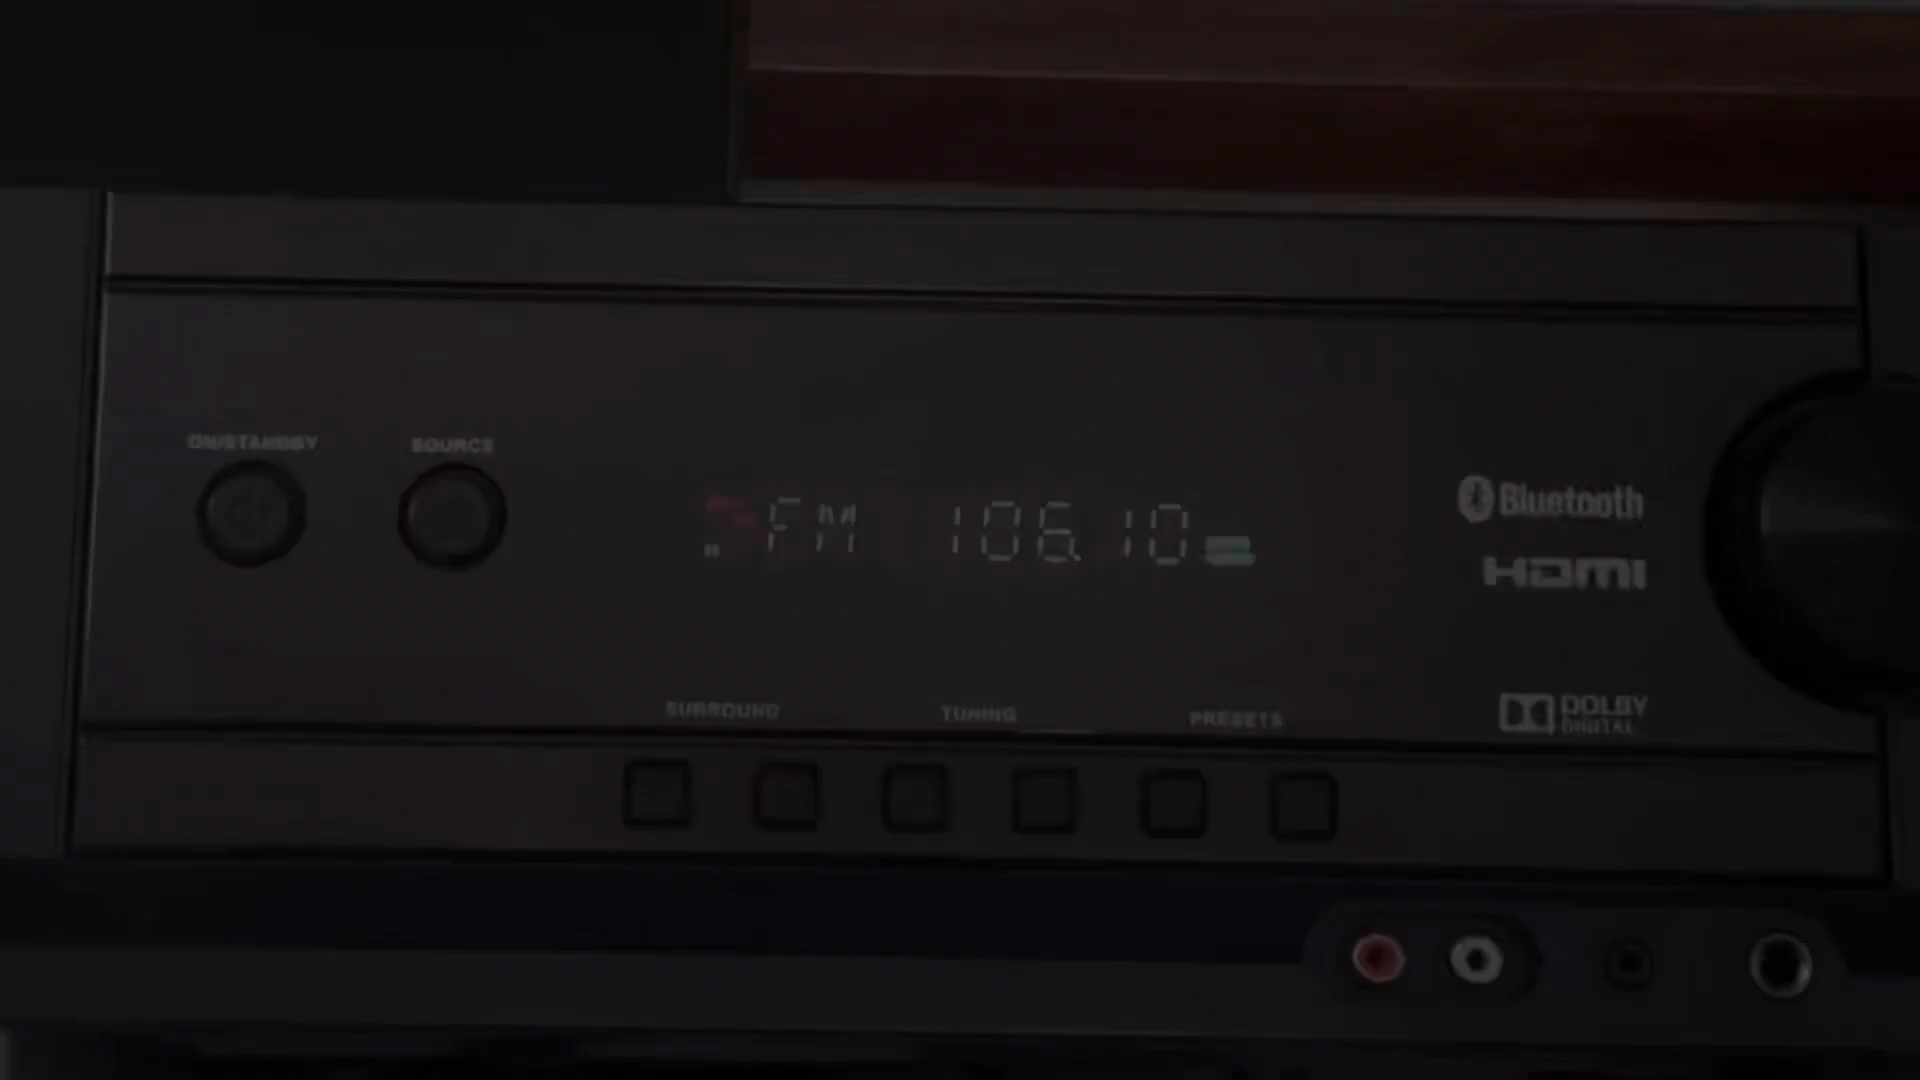 ON/STANDBY
SOURCE
FM 106.10
Bluetooth
HDMI
SURROUND
TUNING
PRESETS
DOLBY
DIGITAL